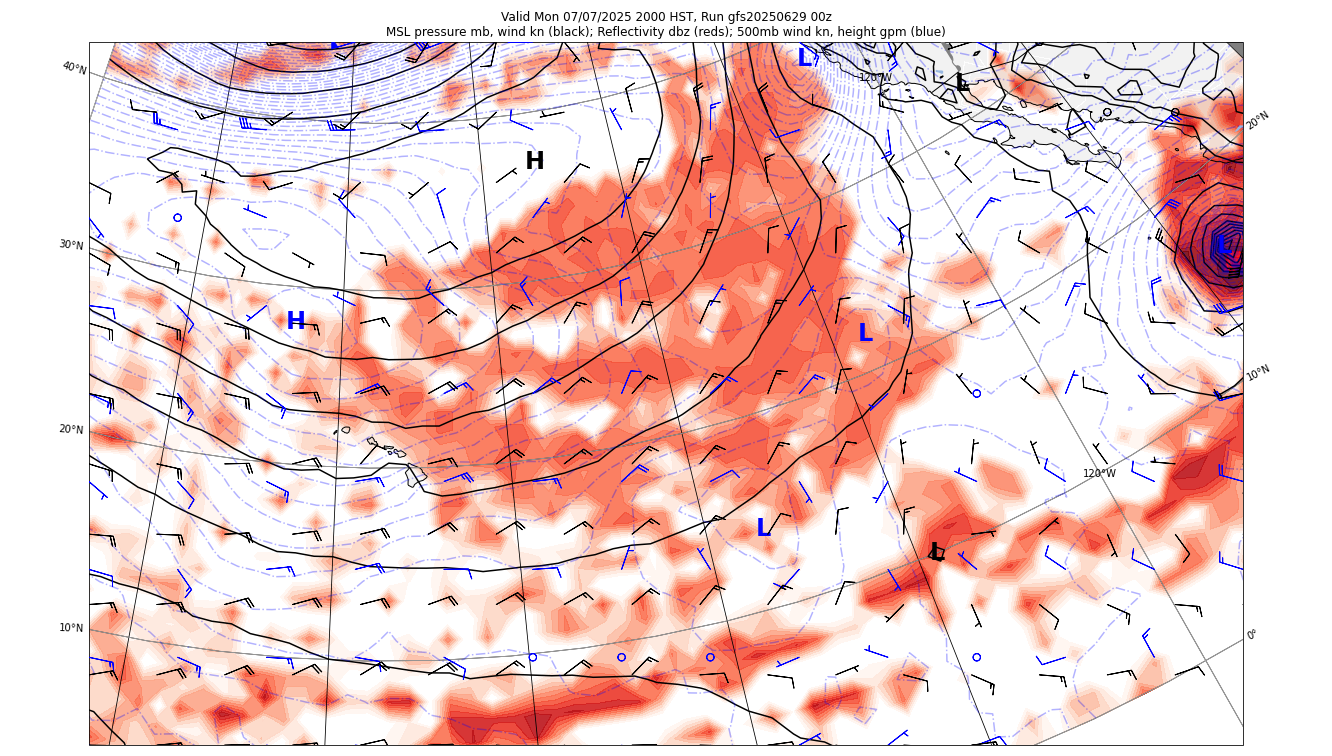 Valid Mon 07/07/2025 2000 HST, Run gfs20250629 00z
MSL pressure mb, wind kn (black); Reflectivity dbz (reds); 500mb wind kn, height gpm (blue)
L
L
120°W
L
40°N
20°N
H
30°N
L
H
L
10°N
20°N
120°W
L
L
10°N
0°